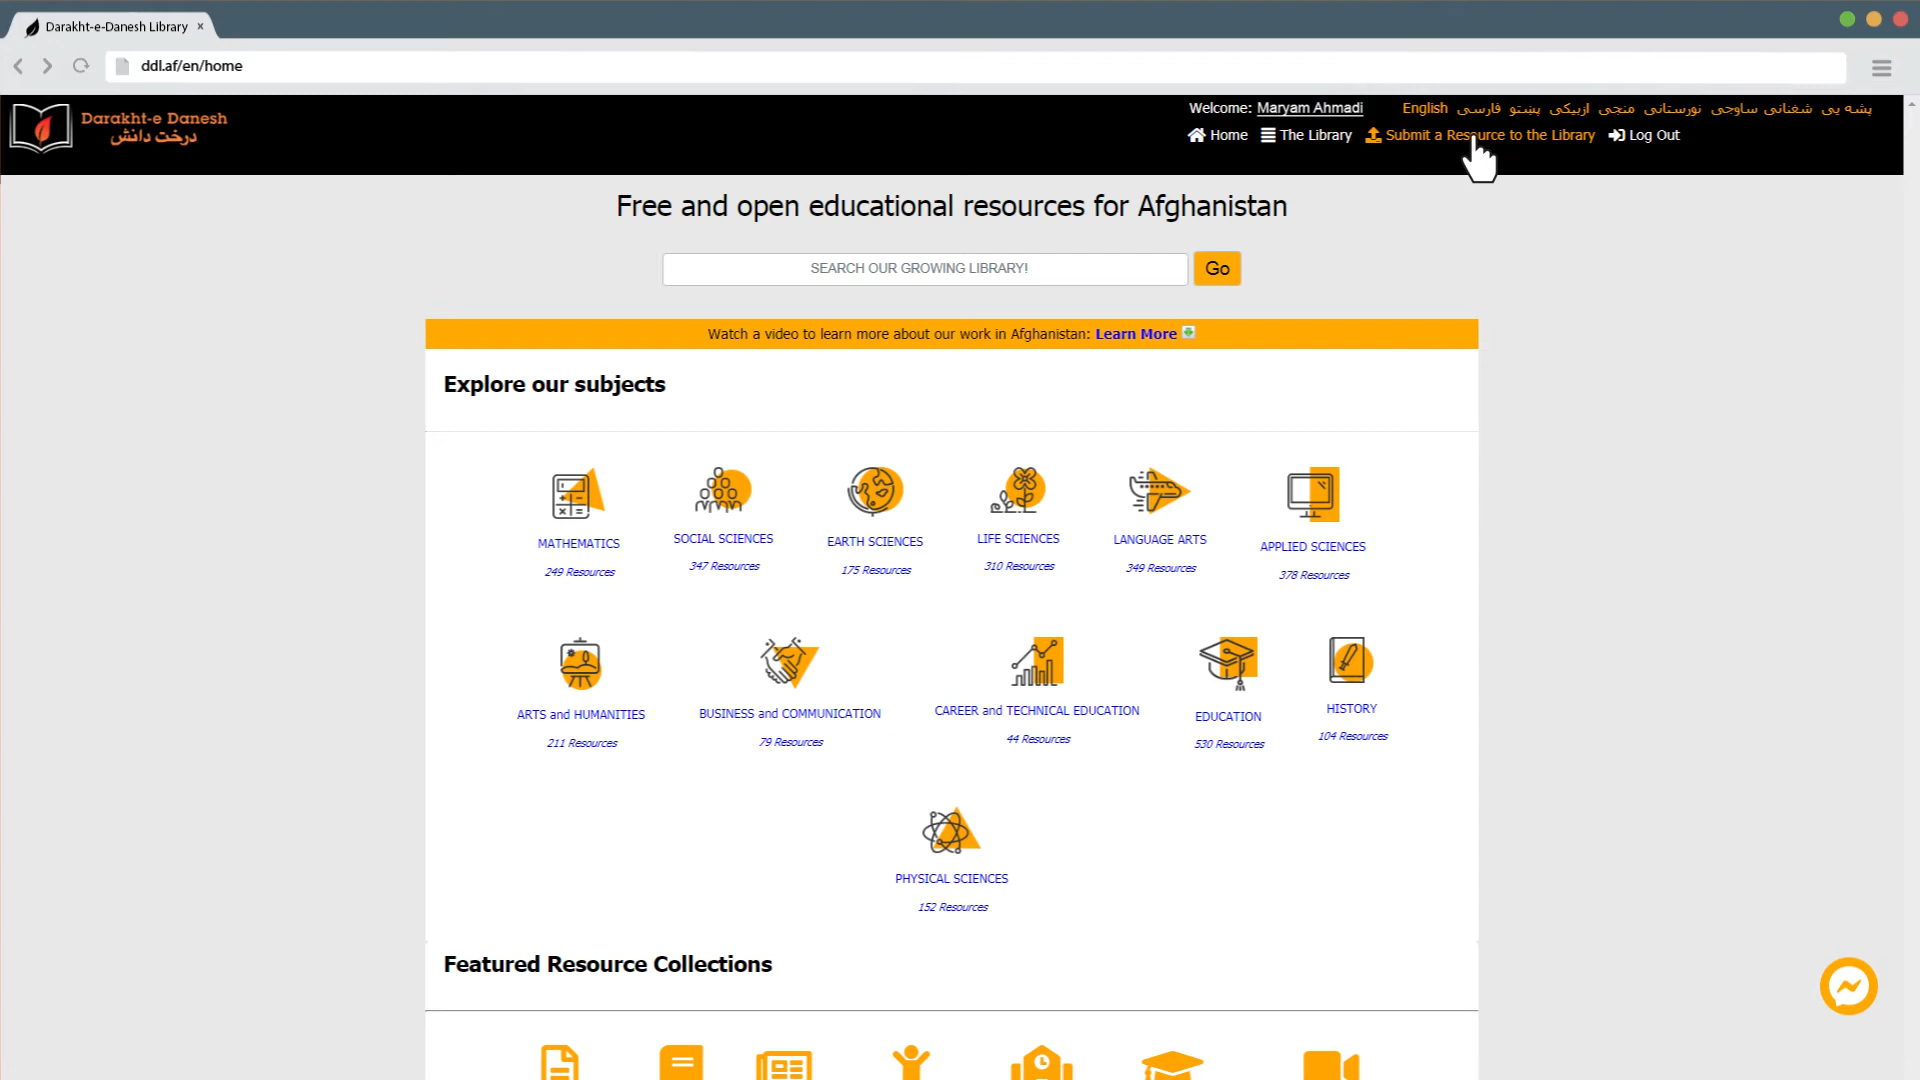 Darakht-e-Danesh Library ×
ddl.af/en/home
Darakht-e Danesh
درخت دانش
Welcome: Maryam Ahmadi English فارسی پښتو ازبیکی منجی نورستانی ساوجی شغنانی پشه یی
Home The Library Submit a Resource to the Library Log Out
Free and open educational resources for Afghanistan
SEARCH OUR GROWING LIBRARY! Go
Watch a video to learn more about our work in Afghanistan: Learn More
Explore our subjects
MATHEMATICS SOCIAL SCIENCES EARTH SCIENCES LIFE SCIENCES LANGUAGE ARTS APPLIED SCIENCES
249 Resources 347 Resources 175 Resources 310 Resources 349 Resources 378 Resources
ARTS and HUMANITIES BUSINESS and COMMUNICATION CAREER and TECHNICAL EDUCATION EDUCATION HISTORY
211 Resources 79 Resources 44 Resources 530 Resources 104 Resources
PHYSICAL SCIENCES
152 Resources
Featured Resource Collections